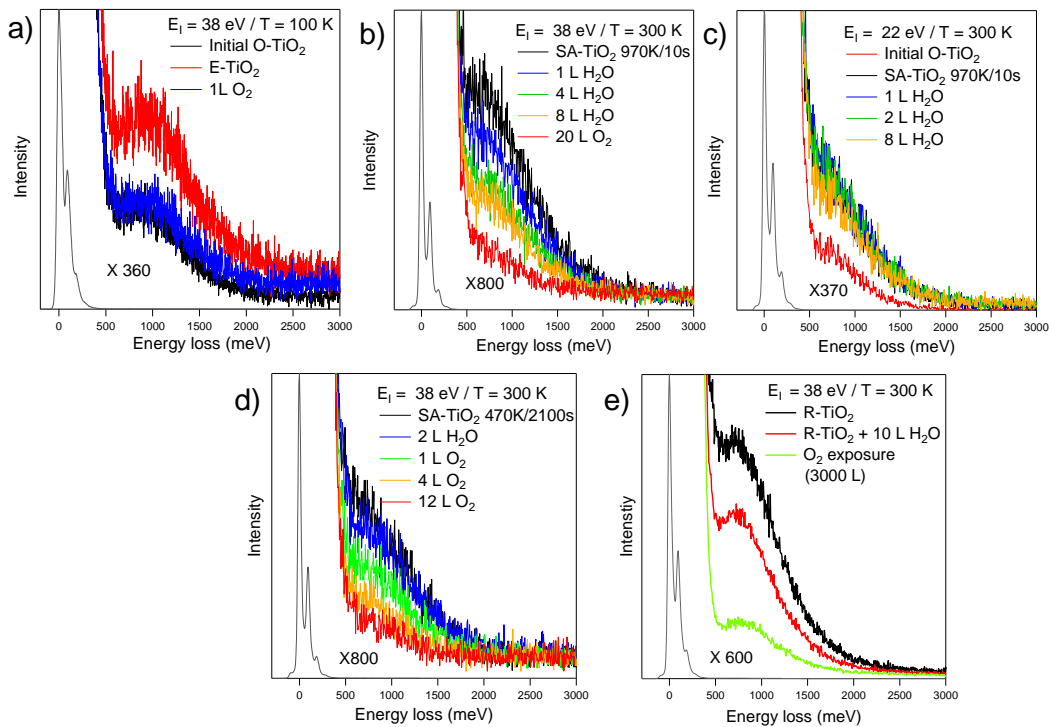 a)
E_I = 38 eV / T = 100 K
Initial O-TiO₂
E-TiO₂
1L O₂
X 360
Intensity
0 500 1000 1500 2000 2500 3000
Energy loss (meV)
b)
E_I = 38 eV / T = 300 K
SA-TiO₂ 970K/10s
1 L H₂O
4 L H₂O
8 L H₂O
20 L O₂
X800
Intensity
0 500 1000 1500 2000 2500 3000
Energy loss (meV)
c)
E_I = 22 eV / T = 300 K
Initial O-TiO₂
SA-TiO₂ 970K/10s
1 L H₂O
2 L H₂O
8 L H₂O
X370
Intensity
0 500 1000 1500 2000 2500 3000
Energy loss (meV)
d)
E_I = 38 eV / T = 300 K
SA-TiO₂ 470K/2100s
2 L H₂O
1 L O₂
4 L O₂
12 L O₂
X800
Intensity
0 500 1000 1500 2000 2500 3000
Energy loss (meV)
e)
E_I = 38 eV / T = 300 K
R-TiO₂
R-TiO₂ + 10 L H₂O
O₂ exposure
(3000 L)
X 600
Intenstiy
0 500 1000 1500 2000 2500 3000
Energy loss (meV)